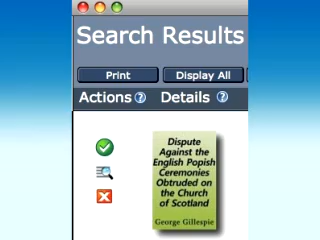 Search Results
Print Display All
Actions ? Details ?
Dispute
Against the
English Popish
Ceremonies
Obtruded on
the Church
of Scotland
George Gillespie